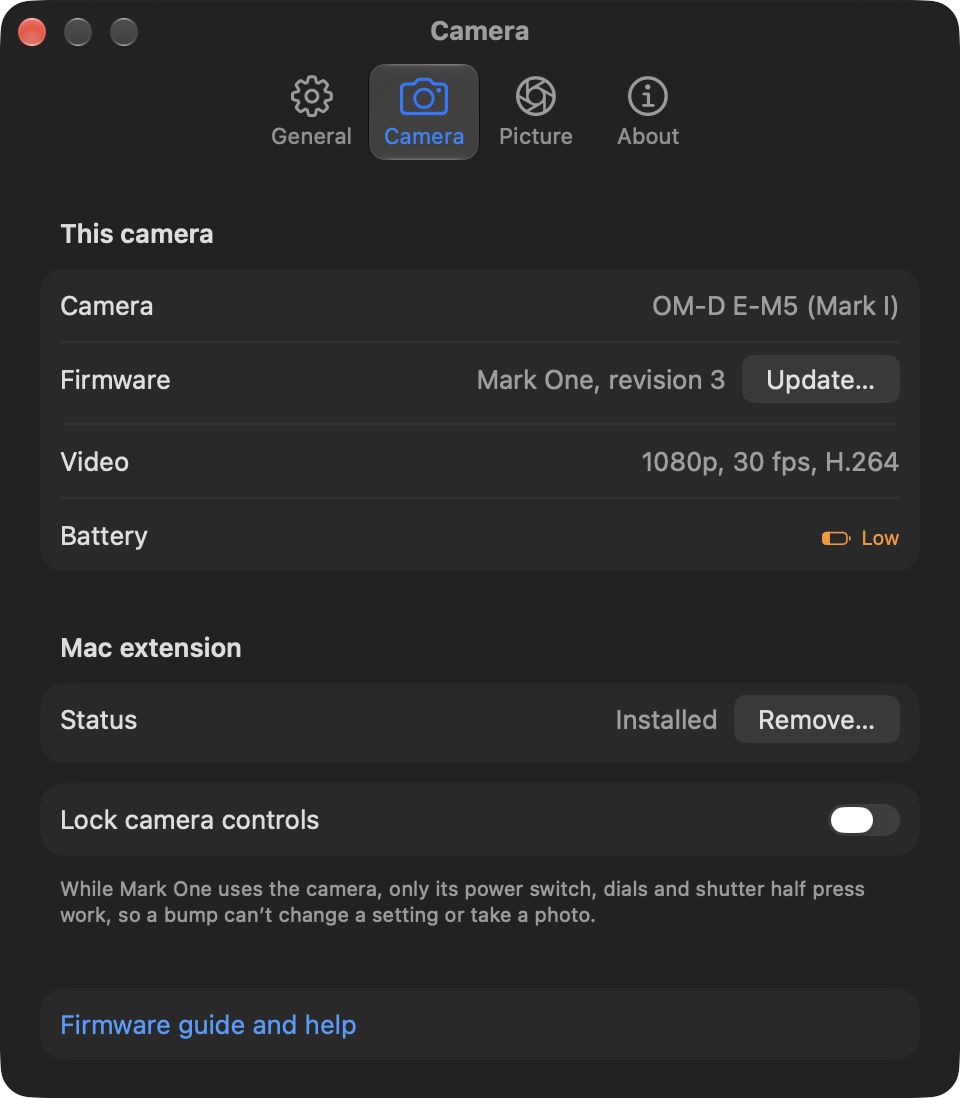 Camera
General
Camera
Picture
About
This camera
Camera
OM-D E-M5 (Mark I)
Firmware
Mark One, revision 3
Update...
Video
1080p, 30 fps, H.264
Battery
Low
Mac extension
Status
Installed
Remove...
Lock camera controls
While Mark One uses the camera, only its power switch, dials and shutter half press
work, so a bump can’t change a setting or take a photo.
Firmware guide and help